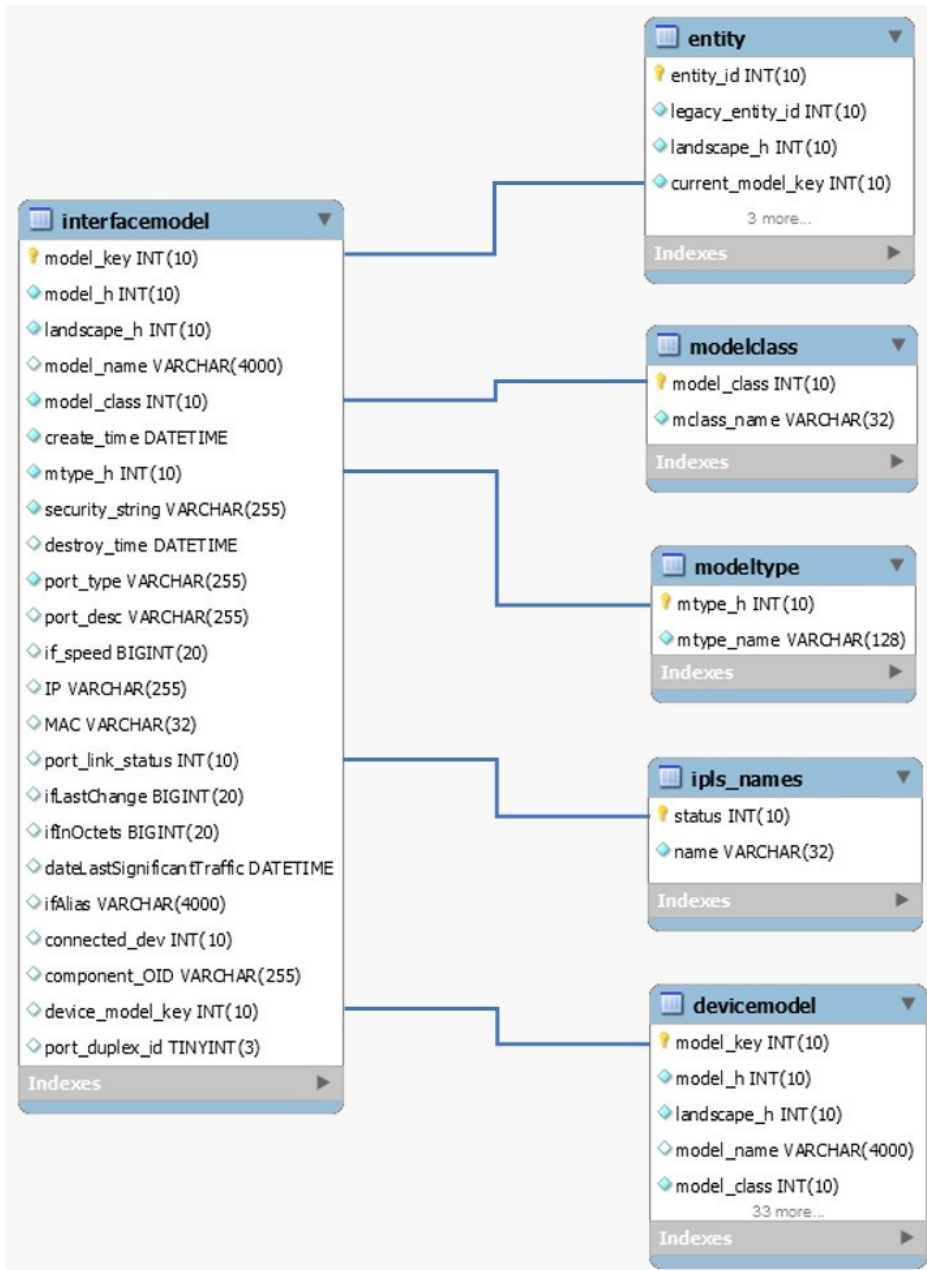 entity
entity_id INT(10)
legacy_entity_id INT(10)
landscape_h INT(10)
current_model_key INT(10)
3 more...
Indexes
interfacemodel
model_key INT(10)
model_h INT(10)
landscape_h INT(10)
model_name VARCHAR(4000)
model_class INT(10)
create_time DATETIME
mtype_h INT(10)
security_string VARCHAR(255)
destroy_time DATETIME
port_type VARCHAR(255)
port_desc VARCHAR(255)
if_speed BIGINT(20)
IP VARCHAR(255)
MAC VARCHAR(32)
port_link_status INT(10)
ifLastChange BIGINT(20)
ifInOctets BIGINT(20)
dateLastSignificantTraffic DATETIME
ifAlias VARCHAR(4000)
connected_dev INT(10)
component_OID VARCHAR(255)
device_model_key INT(10)
port_duplex_id TINYINT(3)
Indexes
modelclass
model_class INT(10)
mclass_name VARCHAR(32)
Indexes
modeltype
mtype_h INT(10)
mtype_name VARCHAR(128)
Indexes
ipls_names
status INT(10)
name VARCHAR(32)
Indexes
devicemodel
model_key INT(10)
model_h INT(10)
landscape_h INT(10)
model_name VARCHAR(4000)
model_class INT(10)
33 more...
Indexes